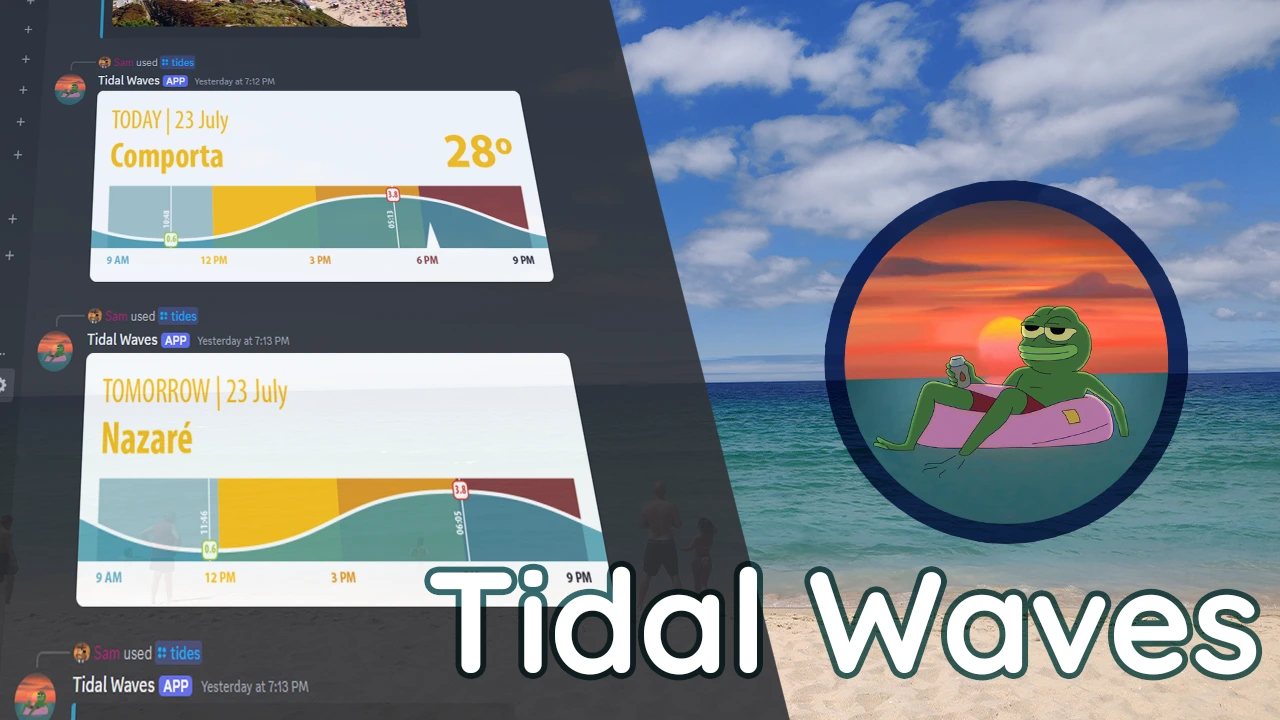 Sam used tides
Tidal Waves APP Yesterday at 7:12 PM
TODAY | 23 July
Comporta
28º
10:48
0.6
3.8
05:13
9 AM 12 PM 3 PM 6 PM 9 PM
Sam used tides
Tidal Waves APP Yesterday at 7:13 PM
TOMORROW | 23 July
Nazaré
11:46
0.6
3.8
06:05
9 AM 12 PM 3 PM 9 PM
Tidal Waves
Sam used tides
Tidal Waves APP Yesterday at 7:13 PM